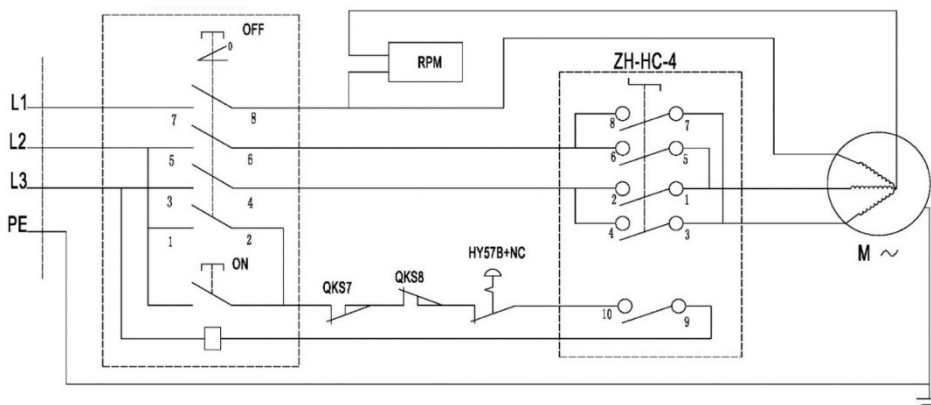 OFF
D
RPM
ZH-HC-4
L1
7
8
8
7
L2
5
6
6
5
L3
3
4
2
1
PE
1
2
4
3
ON
QKS7
QKS8
HY57B+NC
M ～
10
9